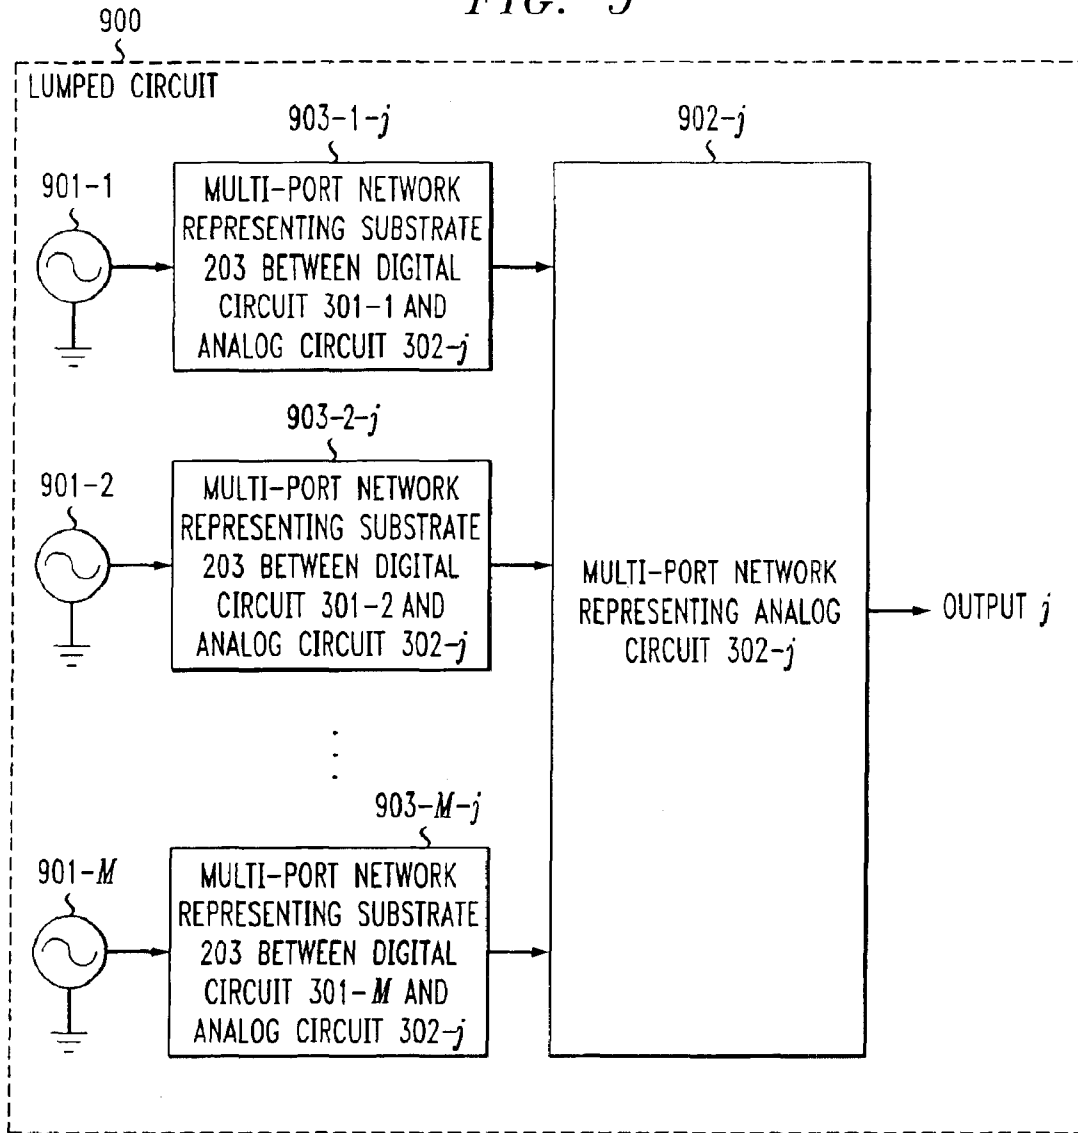 FIG. 9
900
LUMPED CIRCUIT
903-1-j
902-j
901-1
MULTI-PORT NETWORK
REPRESENTING SUBSTRATE
203 BETWEEN DIGITAL
CIRCUIT 301-1 AND
ANALOG CIRCUIT 302-j
903-2-j
901-2
MULTI-PORT NETWORK
REPRESENTING SUBSTRATE
203 BETWEEN DIGITAL
CIRCUIT 301-2 AND
ANALOG CIRCUIT 302-j
MULTI-PORT NETWORK
REPRESENTING ANALOG
CIRCUIT 302-j
OUTPUT j
903-M-j
901-M
MULTI-PORT NETWORK
REPRESENTING SUBSTRATE
203 BETWEEN DIGITAL
CIRCUIT 301-M AND
ANALOG CIRCUIT 302-j